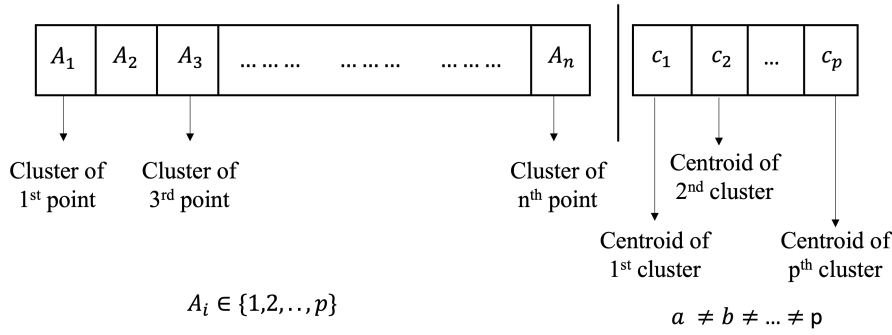 A₁ A₂ A₃ ... ... ... ... ... ... ... ... ... Aₙ c₁ c₂ ... cₚ
Cluster of
1ˢᵗ point
Cluster of
3ʳᵈ point
Cluster of
nᵗʰ point
Centroid of
2ⁿᵈ cluster
Centroid of
1ˢᵗ cluster
Centroid of
pᵗʰ cluster
Aᵢ ∈ {1,2, . . , p}
a ≠ b ≠ ... ≠ p